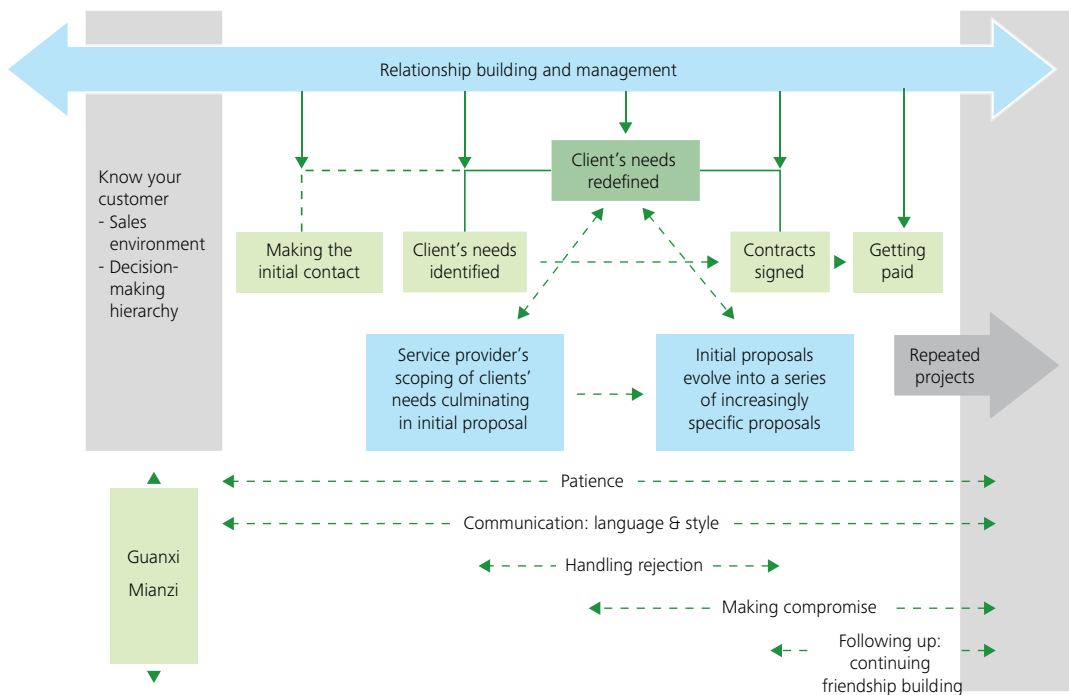 Relationship building and management
Know your
customer
- Sales
environment
- Decision-
making
hierarchy
Client's needs
redefined
Making the
initial contact
Client's needs
identified
Contracts
signed
Getting
paid
Service provider's
scoping of clients'
needs culminating
in initial proposal
Initial proposals
evolve into a series
of increasingly
specific proposals
Repeated
projects
Patience
Communication: language & style
Guanxi
Mianzi
Handling rejection
Making compromise
Following up:
continuing
friendship building